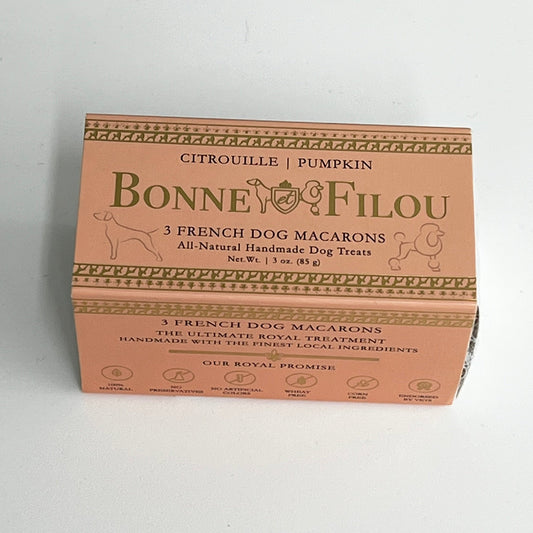 CITROUILLE | PUMPKIN
BONNE et FILOU
3 FRENCH DOG MACARONS
All-Natural Handmade Dog Treats
Net.Wt. | 3 oz. (85 g)
3 FRENCH DOG MACARONS
THE ULTIMATE ROYAL TREATMENT
HANDMADE WITH THE FINEST LOCAL INGREDIENTS
OUR ROYAL PROMISE
100% NATURAL
NO PRESERVATIVES
NO ARTIFICIAL COLORS
WHEAT FREE
CORN FREE
ENDORSED BY VETS